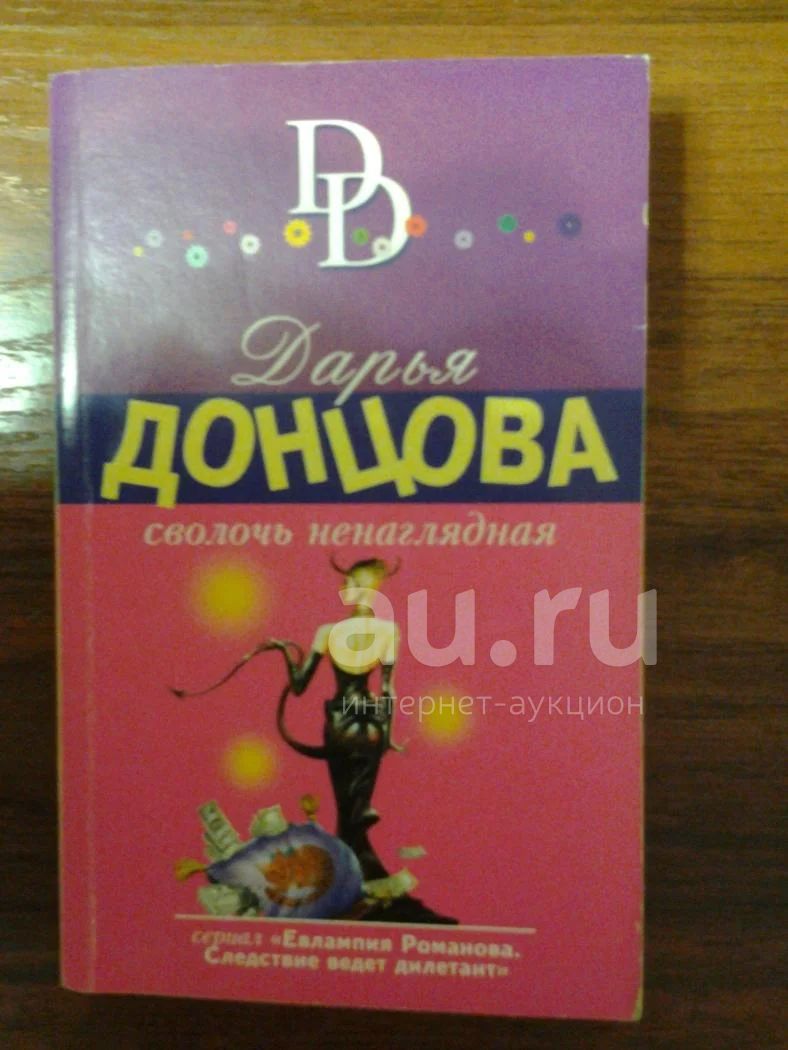 DD
Дарья
ДОНЦОВА
сволочь ненаглядная
au.ru
интернет-аукцион
сериал «Евлампия Романова.
Следствие ведет дилетант»